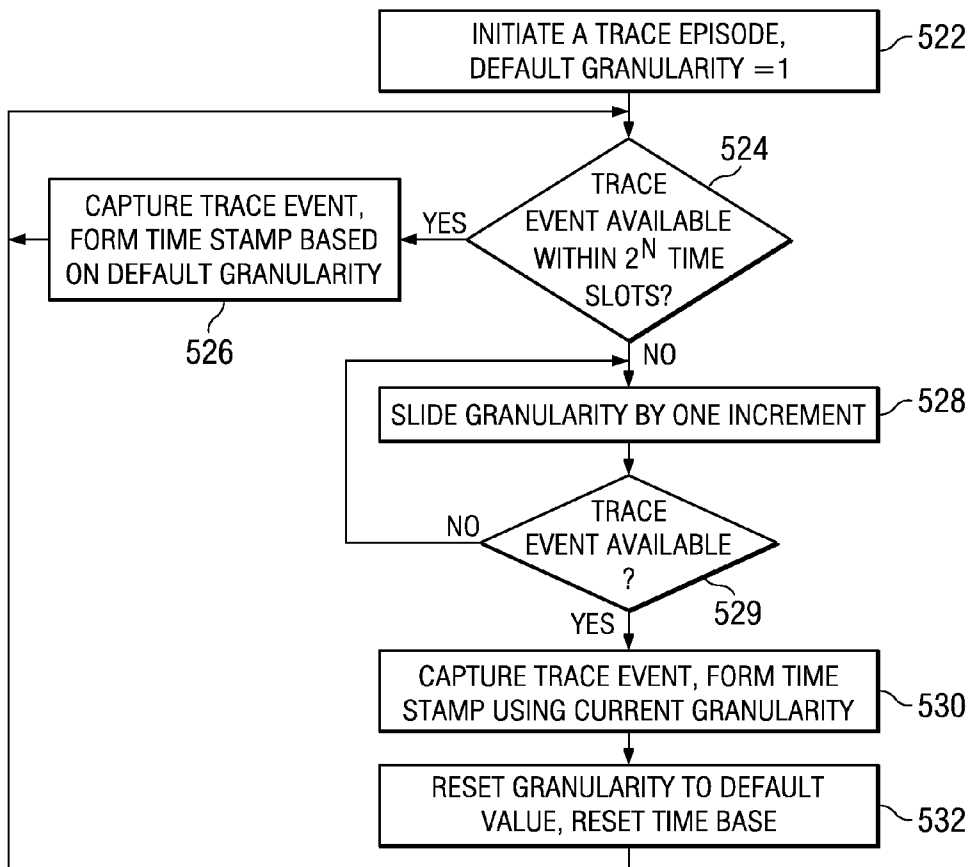 INITIATE A TRACE EPISODE,
DEFAULT GRANULARITY =1
522
524
TRACE
EVENT AVAILABLE
WITHIN 2^N TIME
SLOTS?
YES
CAPTURE TRACE EVENT,
FORM TIME STAMP BASED
ON DEFAULT GRANULARITY
526
NO
SLIDE GRANULARITY BY ONE INCREMENT
528
TRACE
EVENT AVAILABLE
?
NO
529
YES
CAPTURE TRACE EVENT, FORM TIME
STAMP USING CURRENT GRANULARITY
530
RESET GRANULARITY TO DEFAULT
VALUE, RESET TIME BASE
532